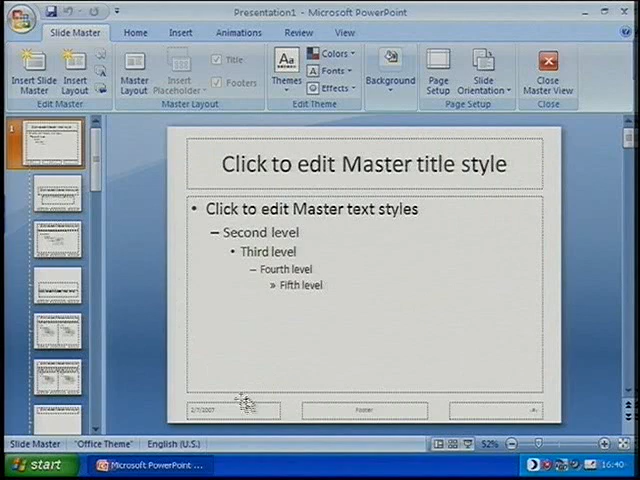 Presentation1 - Microsoft PowerPoint
Slide Master Home Insert Animations Review View
Insert Slide Master
Insert Layout
Edit Master
Master Layout
Insert Placeholder
Title
Footers
Master Layout
Themes
Colors
Fonts
Effects
Edit Theme
Background
Page Setup
Slide Orientation
Page Setup
Close Master View
Close
1
Click to edit Master title style
• Click to edit Master text styles
– Second level
• Third level
– Fourth level
» Fifth level
2/7/2007
Footer
Slide Master "Office Theme" English (U.S.) 52%
start Microsoft PowerPoint ... 16:40